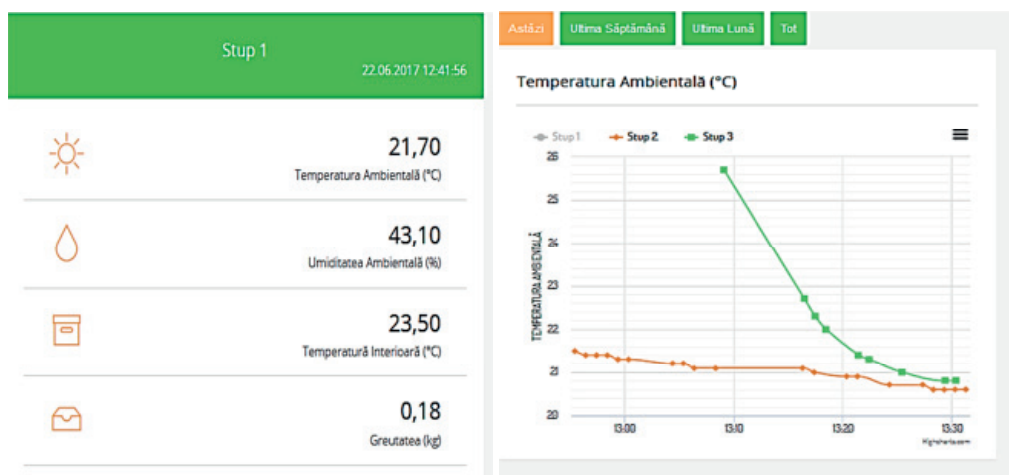 Stup 1
22.06.2017 12:41:56
21,70
Temperatura Ambientală (°C)
43,10
Umiditatea Ambientală (%)
23,50
Temperatură Interioară (°C)
0,18
Greutatea (kg)
Astăzi Ultima Săptămână Ultima Lună Tot
Temperatura Ambientală (°C)
Stup 1 Stup 2 Stup 3
TEMPERATURA AMBIENTALĂ
26
25
24
23
22
21
20
13:00 13:10 13:20 13:30
Highcharts.com